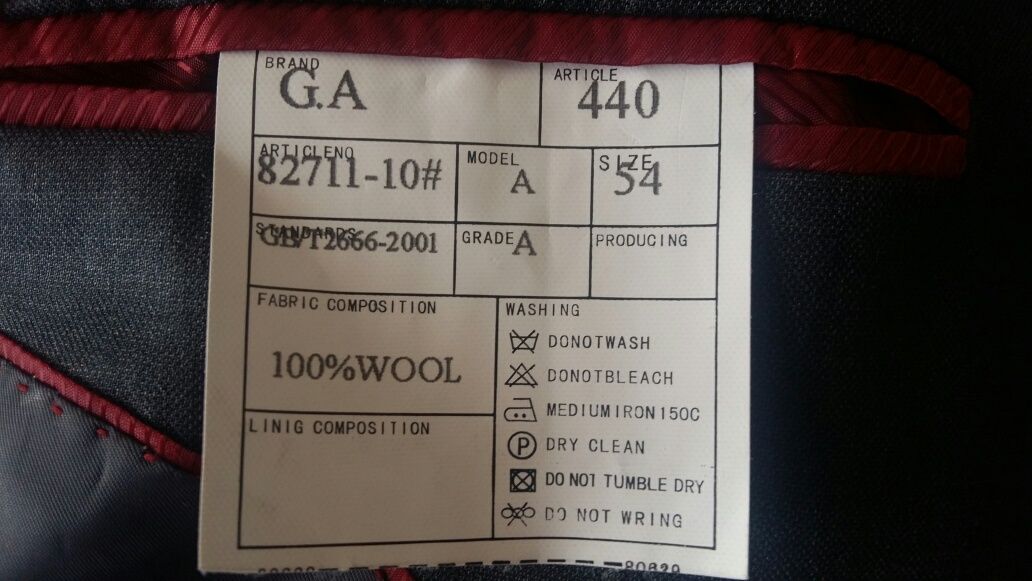 BRAND
G.A
ARTICLE
440
ARTICLENO
82711-10#
MODEL
A
SIZE
54
STANDARDS
GB/T2666-2001
GRADE A
PRODUCING
FABRIC COMPOSITION
100%WOOL
LINIG COMPOSITION
WASHING
DONOTWASH
DONOTBLEACH
MEDIUMIRON150C
P DRY CLEAN
DO NOT TUMBLE DRY
DO NOT WRING